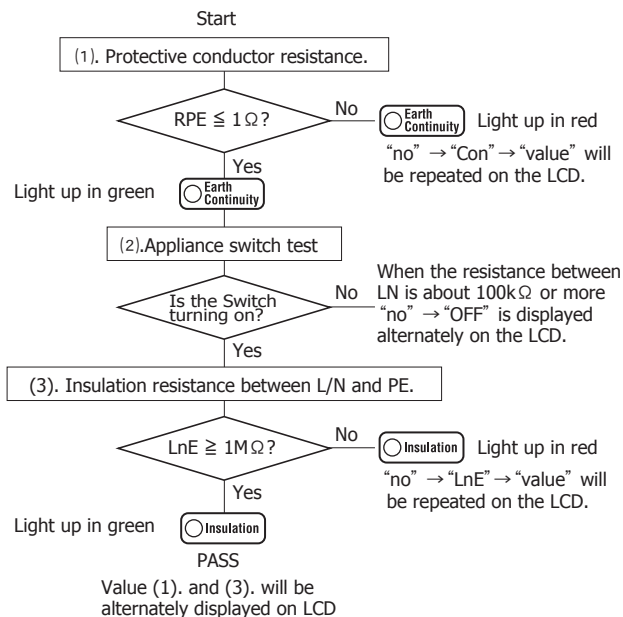 Start
(1). Protective conductor resistance.
RPE ≦ 1Ω?
No
Earth
Continuity
Light up in red
“no” →“Con”→“value” will
be repeated on the LCD.
Yes
Light up in green
Earth
Continuity
(2).Appliance switch test
Is the Switch
turning on?
No
When the resistance between
LN is about 100kΩ or more
“no” →“OFF” is displayed
alternately on the LCD.
Yes
(3). Insulation resistance between L/N and PE.
LnE ≧ 1MΩ?
No
Insulation
Light up in red
“no” →“LnE”→“value” will
be repeated on the LCD.
Yes
Light up in green
Insulation
PASS
Value (1). and (3). will be
alternately displayed on LCD